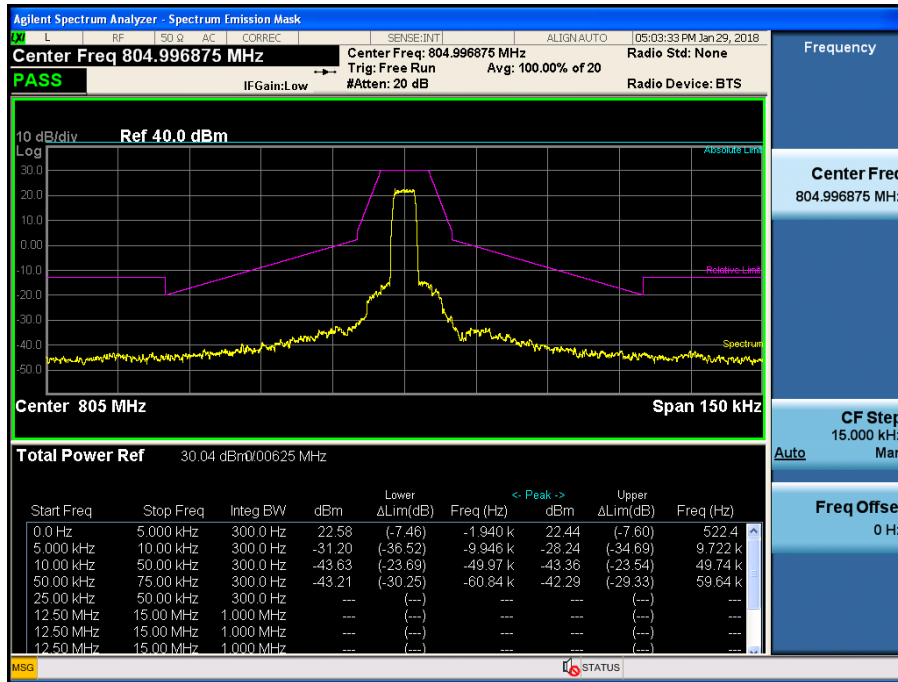 Agilent Spectrum Analyzer - Spectrum Emission Mask
LXI L RF 50 Ω AC CORREC SENSE:INT ALIGN AUTO 05:03:33 PM Jan 29, 2018
Center Freq 804.996875 MHz
Center Freq: 804.996875 MHz Radio Std: None
Trig: Free Run Avg: 100.00% of 20
PASS
IFGain:Low #Atten: 20 dB Radio Device: BTS
10 dB/div Ref 40.0 dBm
Log
Absolute Limit
30.0
20.0
10.0
0.00
-10.0
Relative Limit
-20.0
-30.0
-40.0
Spectrum
-50.0
Center 805 MHz Span 150 kHz
Total Power Ref 30.04 dBm/0.00625 MHz
Lower <- Peak -> Upper
Start Freq Stop Freq Integ BW dBm ΔLim(dB) Freq (Hz) dBm ΔLim(dB) Freq (Hz)
0.0 Hz 5.000 kHz 300.0 Hz 22.58 (-7.46) -1.940 k 22.44 (-7.60) 522.4
5.000 kHz 10.00 kHz 300.0 Hz -31.20 (-36.52) -9.946 k -28.24 (-34.69) 9.722 k
10.00 kHz 50.00 kHz 300.0 Hz -43.63 (-23.69) -49.97 k -43.36 (-23.54) 49.74 k
50.00 kHz 75.00 kHz 300.0 Hz -43.21 (-30.25) -60.84 k -42.29 (-29.33) 59.64 k
25.00 kHz 50.00 kHz 300.0 Hz --- (---) --- --- (---) ---
12.50 MHz 15.00 MHz 1.000 MHz --- (---) --- --- (---) ---
12.50 MHz 15.00 MHz 1.000 MHz --- (---) --- --- (---) ---
12.50 MHz 15.00 MHz 1.000 MHz --- (---) --- --- (---) ---
MSG STATUS
Frequency
Center Freq
804.996875 MHz
CF Step
15.000 kHz
Auto Man
Freq Offset
0 Hz